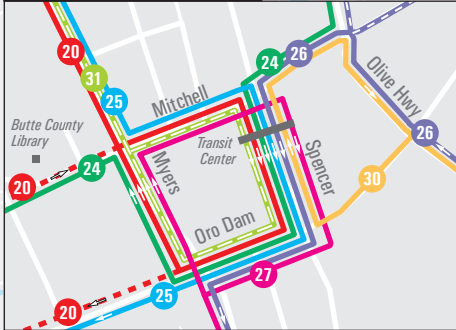 20
31
25
Mitchell
24
26
Olive Hwy
26
Butte County
Library
Transit
Center
Spencer
Myers
24
20
30
Oro Dam
27
25
20